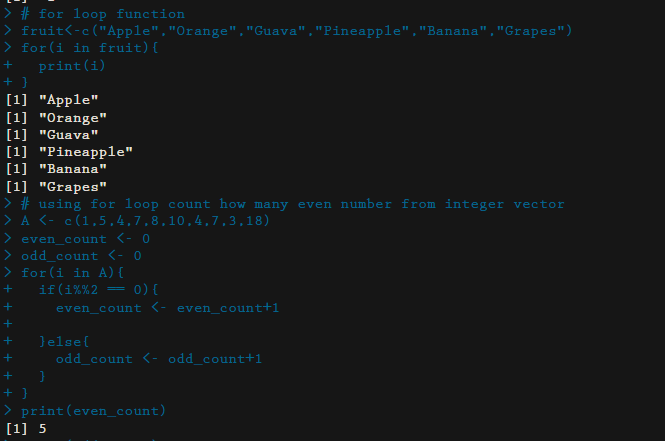 > # for loop function
> fruit<-c("Apple","Orange","Guava","Pineapple","Banana","Grapes")
> for(i in fruit){
+   print(i)
+ }
[1] "Apple"
[1] "Orange"
[1] "Guava"
[1] "Pineapple"
[1] "Banana"
[1] "Grapes"
> # using for loop count how many even number from integer vector
> A <- c(1,5,4,7,8,10,4,7,3,18)
> even_count <- 0
> odd_count <- 0
> for(i in A){
+   if(i%%2 == 0){
+     even_count <- even_count+1
+
+   }else{
+     odd_count <- odd_count+1
+   }
+ }
> print(even_count)
[1] 5